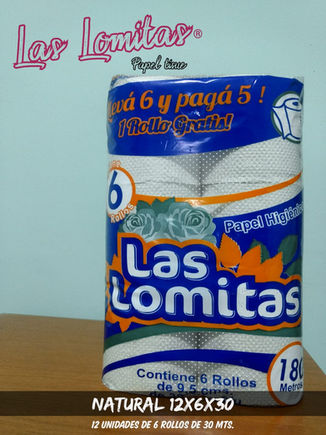 Las Lomitas®
Papel time
Llevá 6 y pagá 5 !
1 Rollo Gratis!
6
Rollos
Papel Higiénico
Las
Lomitas
Contiene 6 Rollos
de 9,5 cms
180
Metros
NATURAL 12X6X30
12 UNIDADES DE 6 ROLLOS DE 30 MTS.